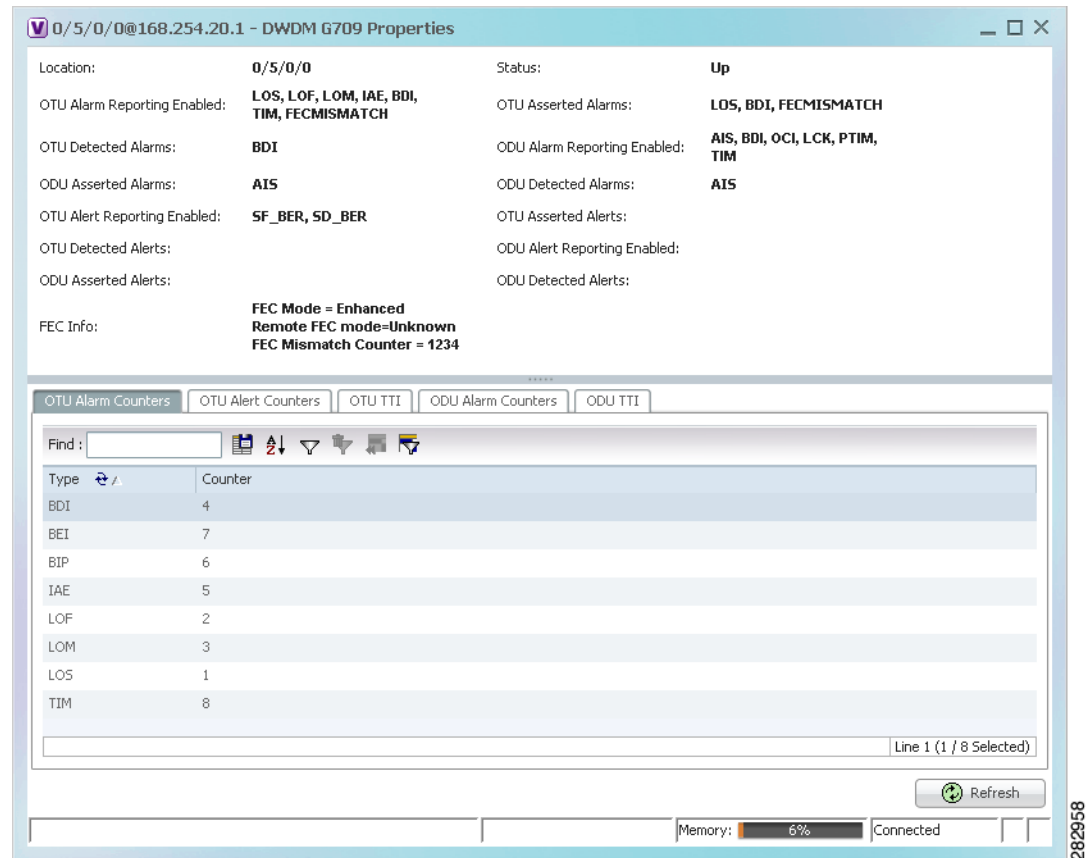 V 0/5/0/0@168.254.20.1 - DWDM G709 Properties
Location: 0/5/0/0 Status: Up
OTU Alarm Reporting Enabled: LOS, LOF, LOM, IAE, BDI, TIM, FECMISMATCH OTU Asserted Alarms: LOS, BDI, FECMISMATCH
OTU Detected Alarms: BDI ODU Alarm Reporting Enabled: AIS, BDI, OCI, LCK, PTIM, TIM
ODU Asserted Alarms: AIS ODU Detected Alarms: AIS
OTU Alert Reporting Enabled: SF_BER, SD_BER OTU Asserted Alerts:
OTU Detected Alerts: ODU Alert Reporting Enabled:
ODU Asserted Alerts: ODU Detected Alerts:
FEC Info: FEC Mode = Enhanced
Remote FEC mode=Unknown
FEC Mismatch Counter = 1234
OTU Alarm Counters OTU Alert Counters OTU TTI ODU Alarm Counters ODU TTI
Find :
Type Counter
BDI 4
BEI 7
BIP 6
IAE 5
LOF 2
LOM 3
LOS 1
TIM 8
Line 1 (1 / 8 Selected)
Refresh
Memory: 6% Connected
282958